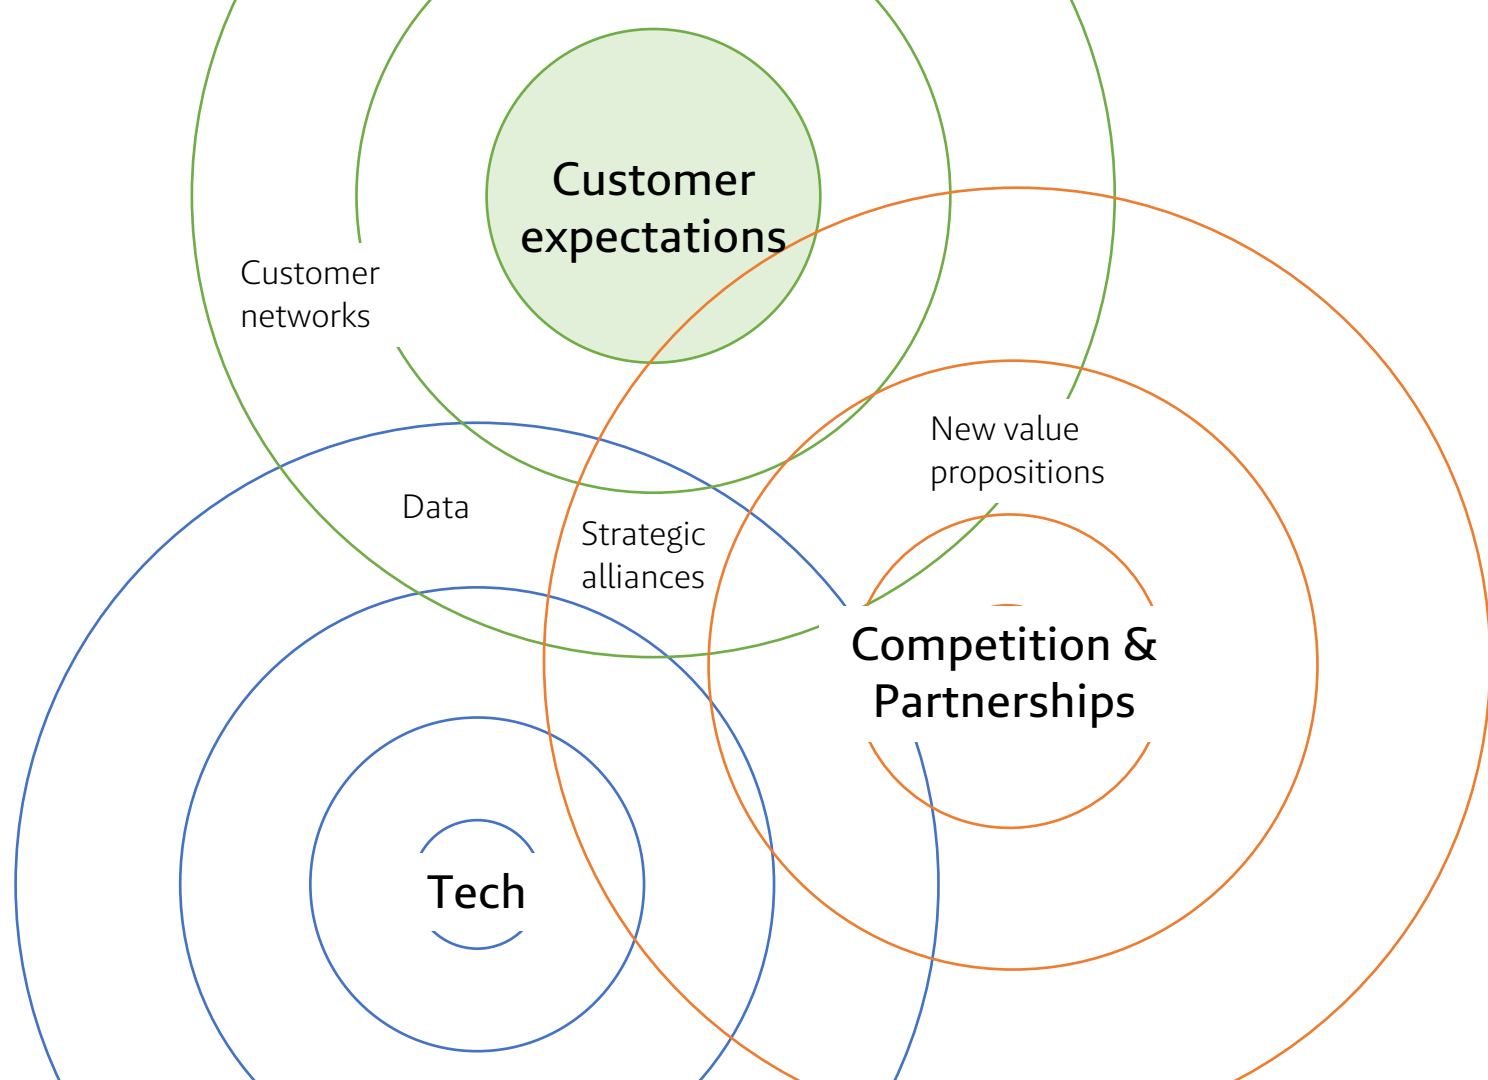 Customer
expectations
Customer
networks
New value
propositions
Data
Strategic
alliances
Competition &
Partnerships
Tech